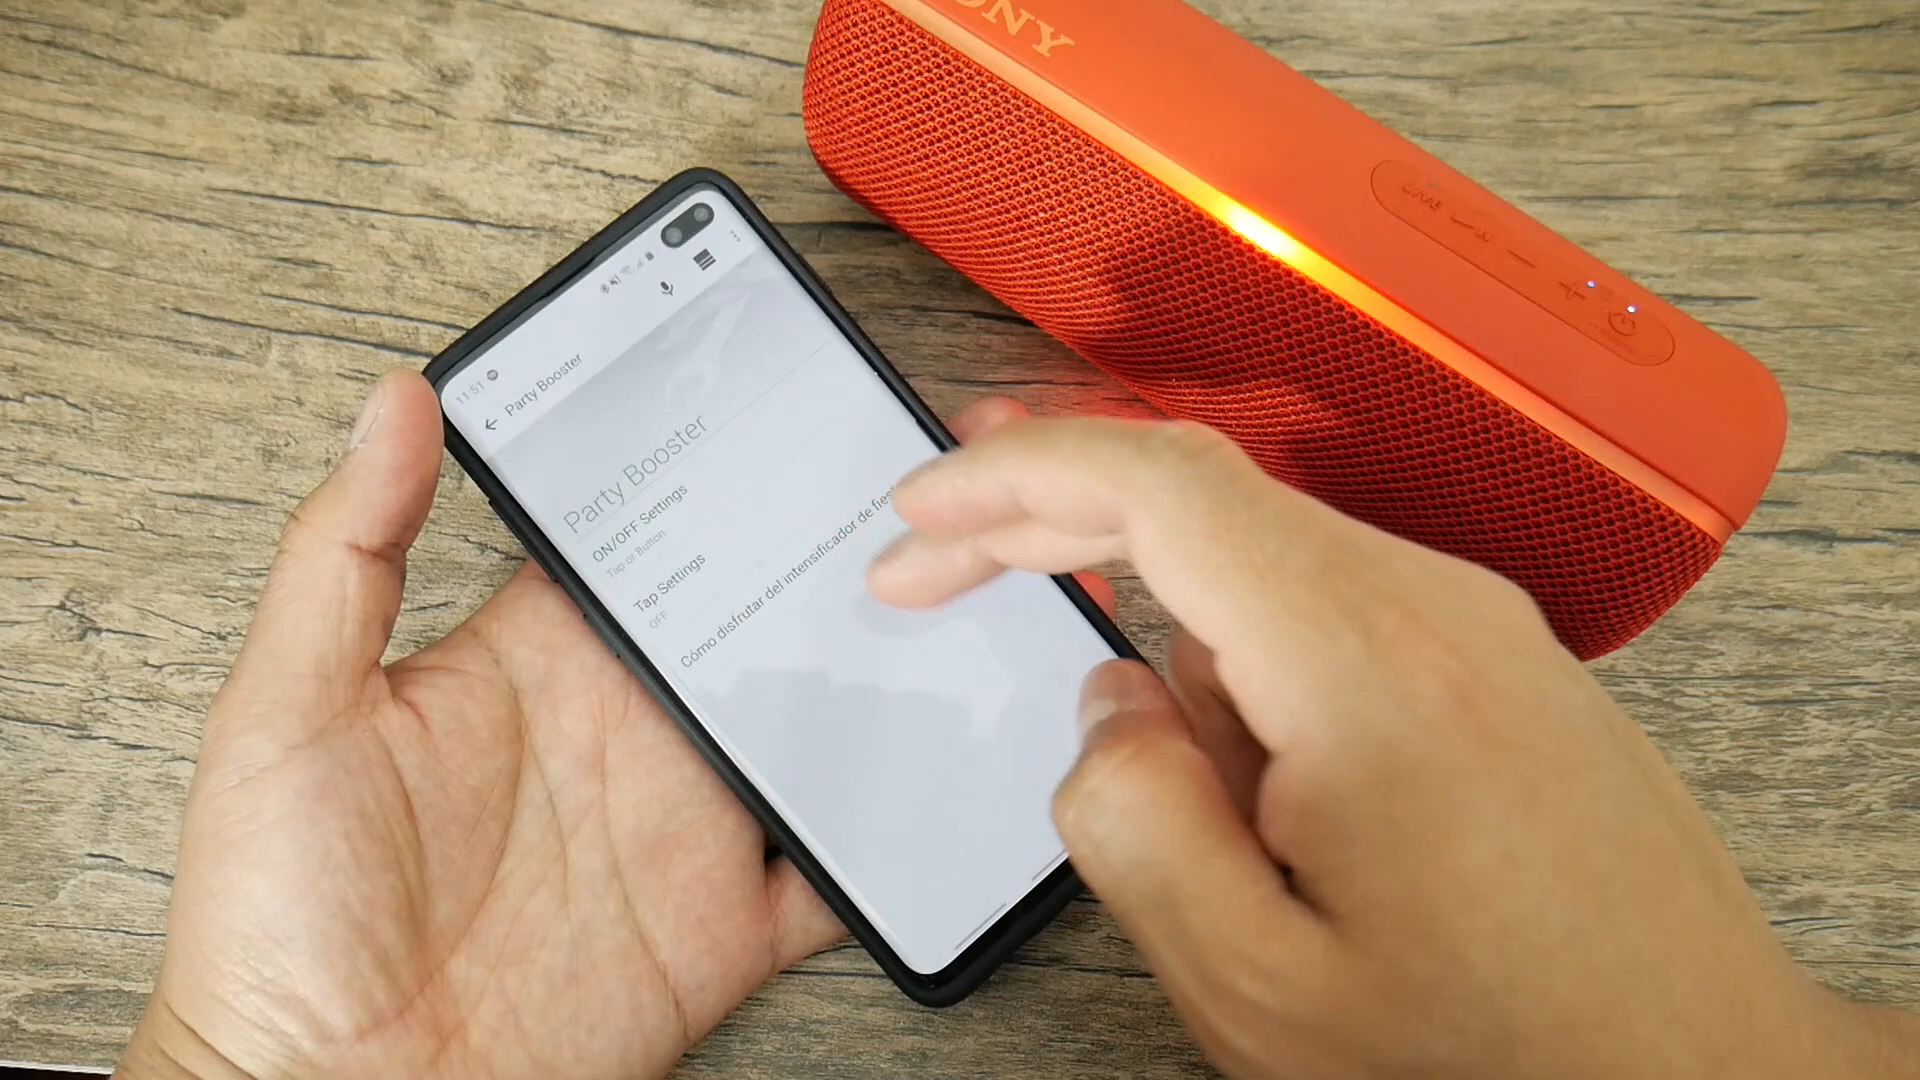 SONY
LIVE
11:51
Party Booster
Party Booster
ON/OFF Settings
Tap or Button
Tap Settings
OFF
Cómo disfrutar del intensificador de